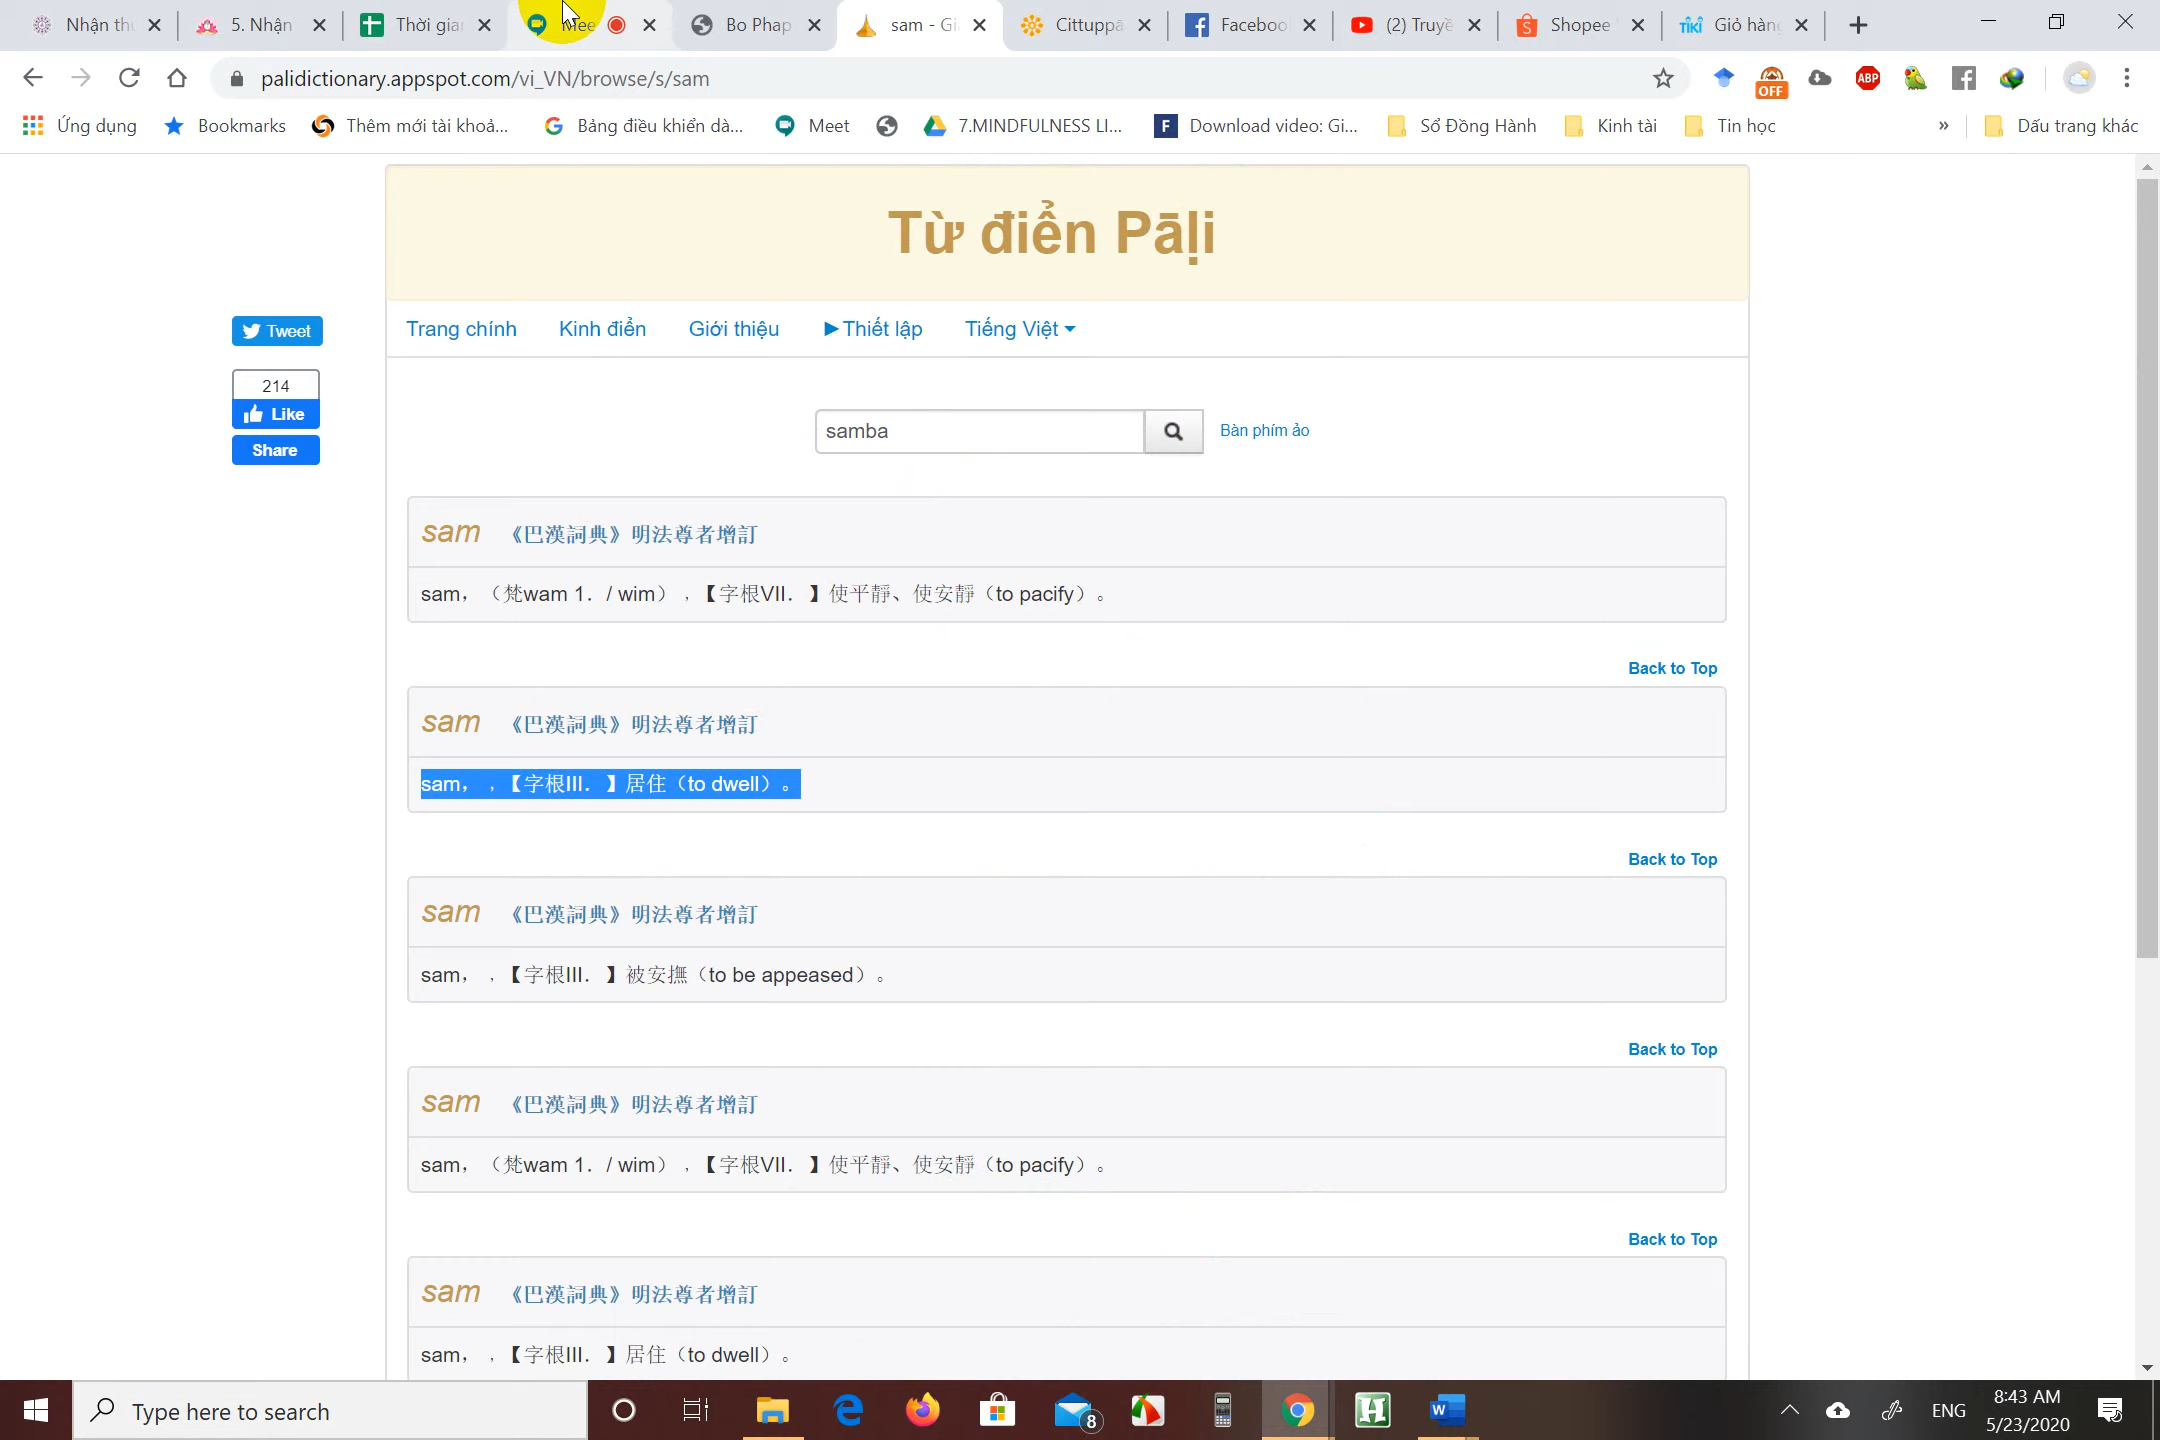 Nhận thu 5. Nhận Thời gian Mee Bo Phap sam - Gi Cittuppā Faceboo (2) Truyề Shopee Giỏ hàng
palidictionary.appspot.com/vi_VN/browse/s/sam
OFF ABP
Ứng dụng Bookmarks Thêm mới tài khoả... Bảng điều khiển dà... Meet 7.MINDFULNESS LI... Download video: Gi... Sổ Đồng Hành Kinh tài Tin học » Dấu trang khác
Từ điển Pāḷi
Trang chính Kinh điển Giới thiệu ►Thiết lập Tiếng Việt
Tweet
214
Like
Share
samba Bàn phím ảo
sam 《巴漢詞典》明法尊者增訂
sam，（梵wam 1．/ wim），【字根VII．】使平靜、使安靜（to pacify）。
Back to Top
sam 《巴漢詞典》明法尊者增訂
sam，，【字根III．】居住（to dwell）。
Back to Top
sam 《巴漢詞典》明法尊者增訂
sam，，【字根III．】被安撫（to be appeased）。
Back to Top
sam 《巴漢詞典》明法尊者增訂
sam，（梵wam 1．/ wim），【字根VII．】使平靜、使安靜（to pacify）。
Back to Top
sam 《巴漢詞典》明法尊者增訂
sam，，【字根III．】居住（to dwell）。
Type here to search 8 ENG 8:43 AM
5/23/2020